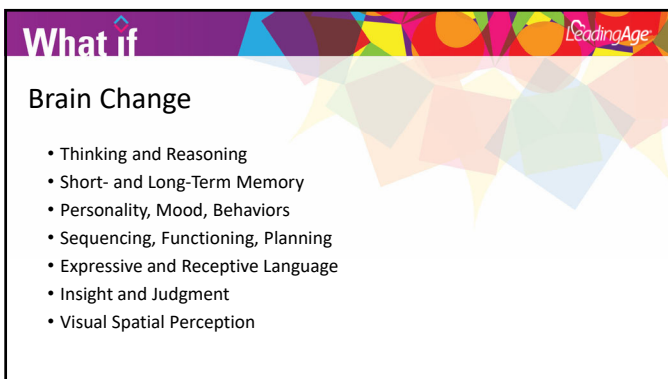 What if
LeadingAge
Brain Change
• Thinking and Reasoning
• Short- and Long-Term Memory
• Personality, Mood, Behaviors
• Sequencing, Functioning, Planning
• Expressive and Receptive Language
• Insight and Judgment
• Visual Spatial Perception